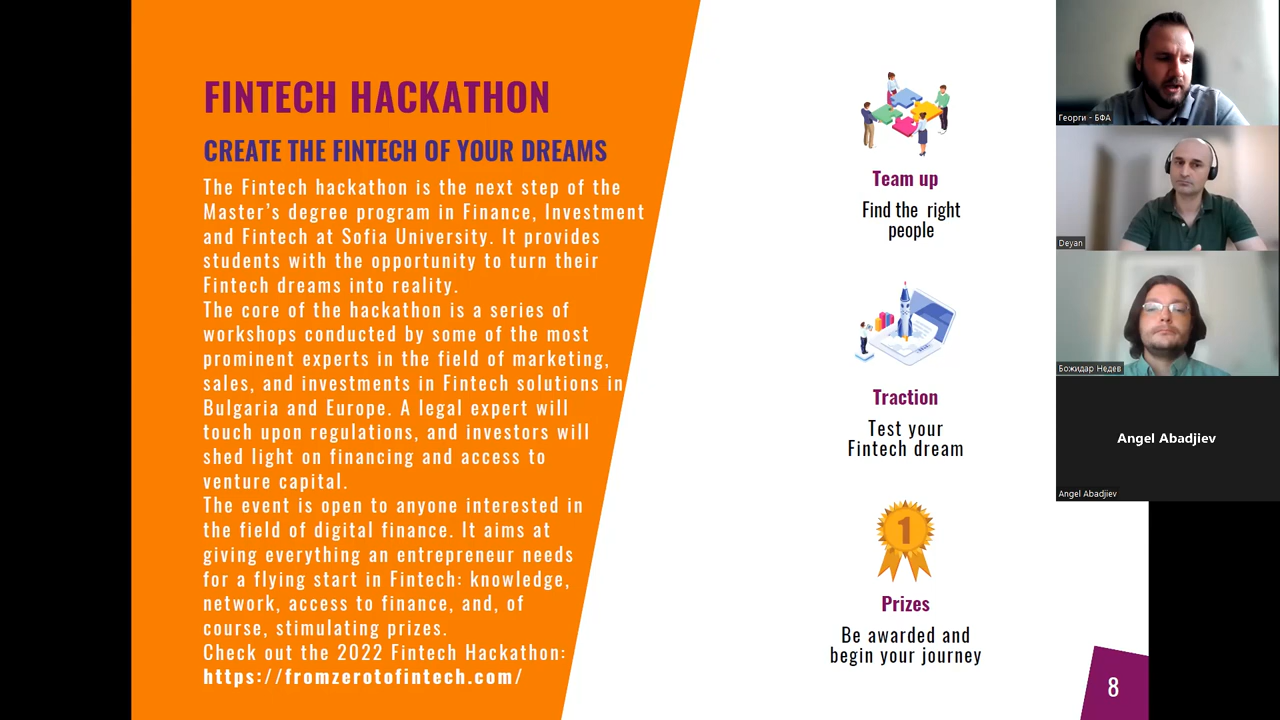 FINTECH HACKATHON
CREATE THE FINTECH OF YOUR DREAMS
The Fintech hackathon is the next step of the
Master’s degree program in Finance, Investment
and Fintech at Sofia University. It provides
students with the opportunity to turn their
Fintech dreams into reality.
The core of the hackathon is a series of
workshops conducted by some of the most
prominent experts in the field of marketing,
sales, and investments in Fintech solutions in
Bulgaria and Europe. A legal expert will
touch upon regulations, and investors will
shed light on financing and access to
venture capital.
The event is open to anyone interested in
the field of digital finance. It aims at
giving everything an entrepreneur needs
for a flying start in Fintech: knowledge,
network, access to finance, and, of
course, stimulating prizes.
Check out the 2022 Fintech Hackathon:
https://fromzerotofintech.com/
Team up
Find the right
people
Traction
Test your
Fintech dream
1
Prizes
Be awarded and
begin your journey
8
Георги - БФА
Deyan
Божидар Недев
Angel Abadjiev
Angel Abadjiev